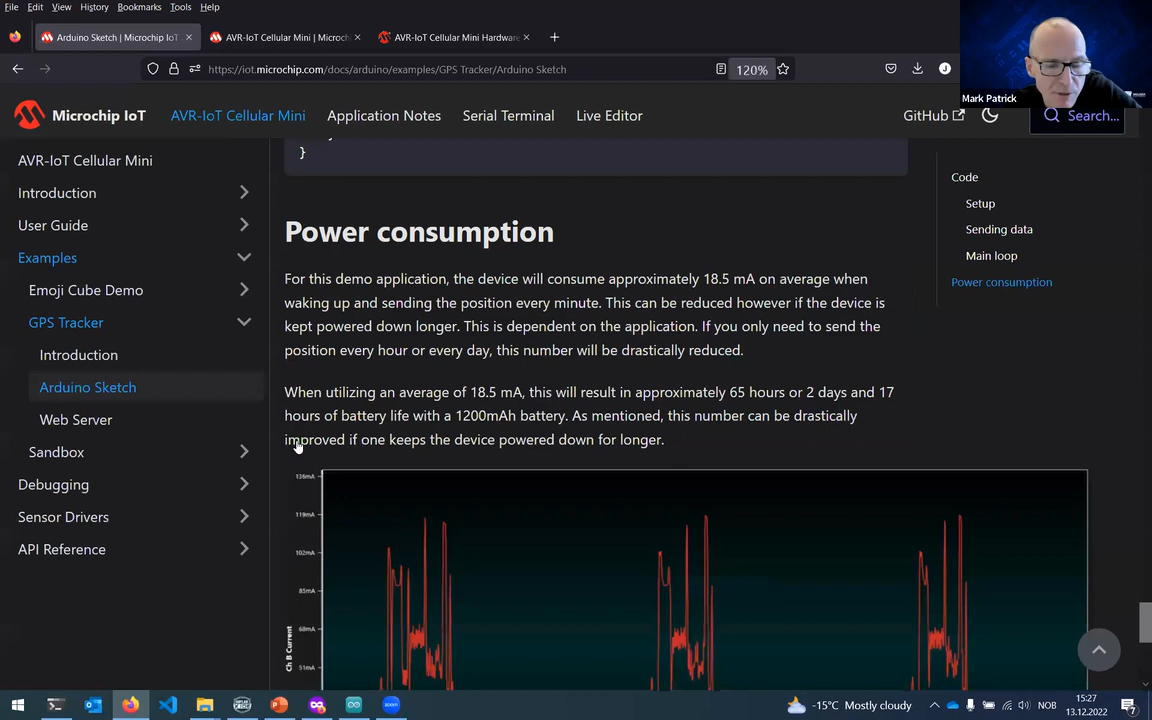 File Edit View History Bookmarks Tools Help
Arduino Sketch | Microchip IoT
AVR-IoT Cellular Mini | Microch
AVR-IoT Cellular Mini Hardware
https://iot.microchip.com/docs/arduino/examples/GPS Tracker/Arduino Sketch
120%
J
Mark Patrick
Microchip IoT
AVR-IoT Cellular Mini
Application Notes
Serial Terminal
Live Editor
GitHub
Search...
AVR-IoT Cellular Mini
Introduction
User Guide
Examples
Emoji Cube Demo
GPS Tracker
Introduction
Arduino Sketch
Web Server
Sandbox
Debugging
Sensor Drivers
API Reference
}
Power consumption
For this demo application, the device will consume approximately 18.5 mA on average when
waking up and sending the position every minute. This can be reduced however if the device is
kept powered down longer. This is dependent on the application. If you only need to send the
position every hour or every day, this number will be drastically reduced.
When utilizing an average of 18.5 mA, this will result in approximately 65 hours or 2 days and 17
hours of battery life with a 1200mAh battery. As mentioned, this number can be drastically
improved if one keeps the device powered down for longer.
136mA
119mA
102mA
85mA
68mA
51mA
Ch B Current
Code
Setup
Sending data
Main loop
Power consumption
-15°C Mostly cloudy
NOB
15:27
13.12.2022
7